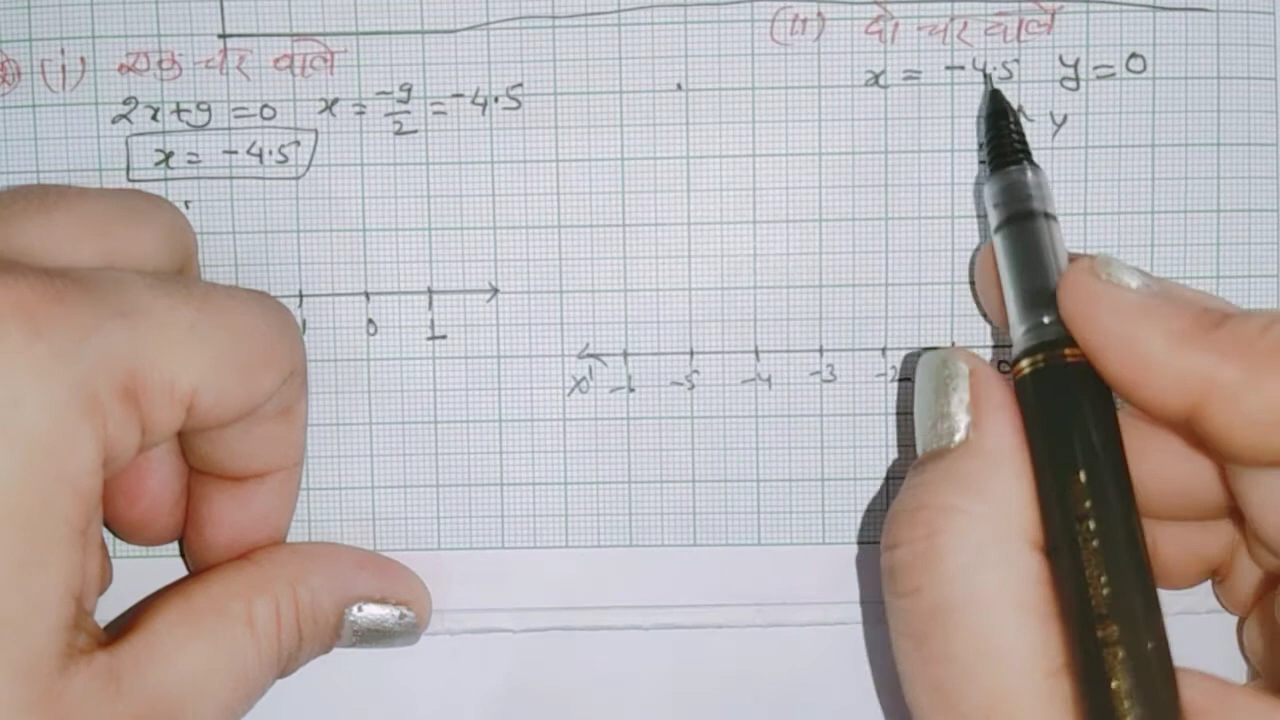 (i) एक चर वाले
2x+9 =0 x = -9/2 = -4.5
x = -4.5
0 1
(ii) दो चर वाले
x = -4.5 y=0
y
x' -6 -5 -4 -3 -2 0